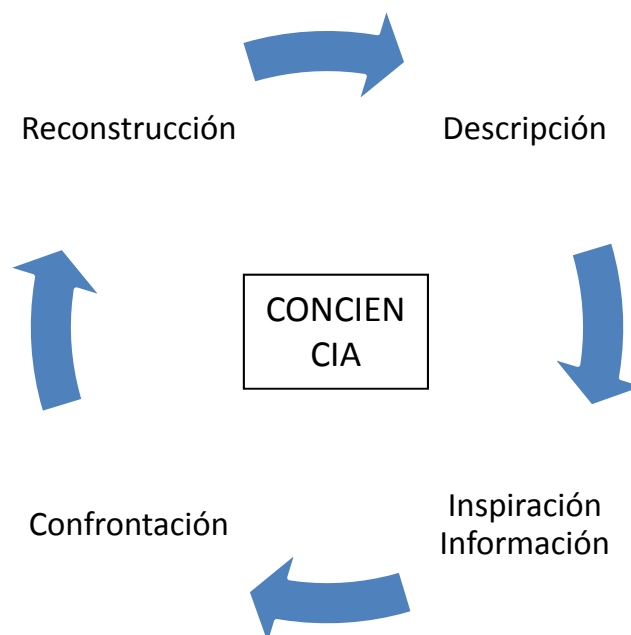 Reconstrucción
Descripción
CONCIEN
CIA
Confrontación
Inspiración
Información